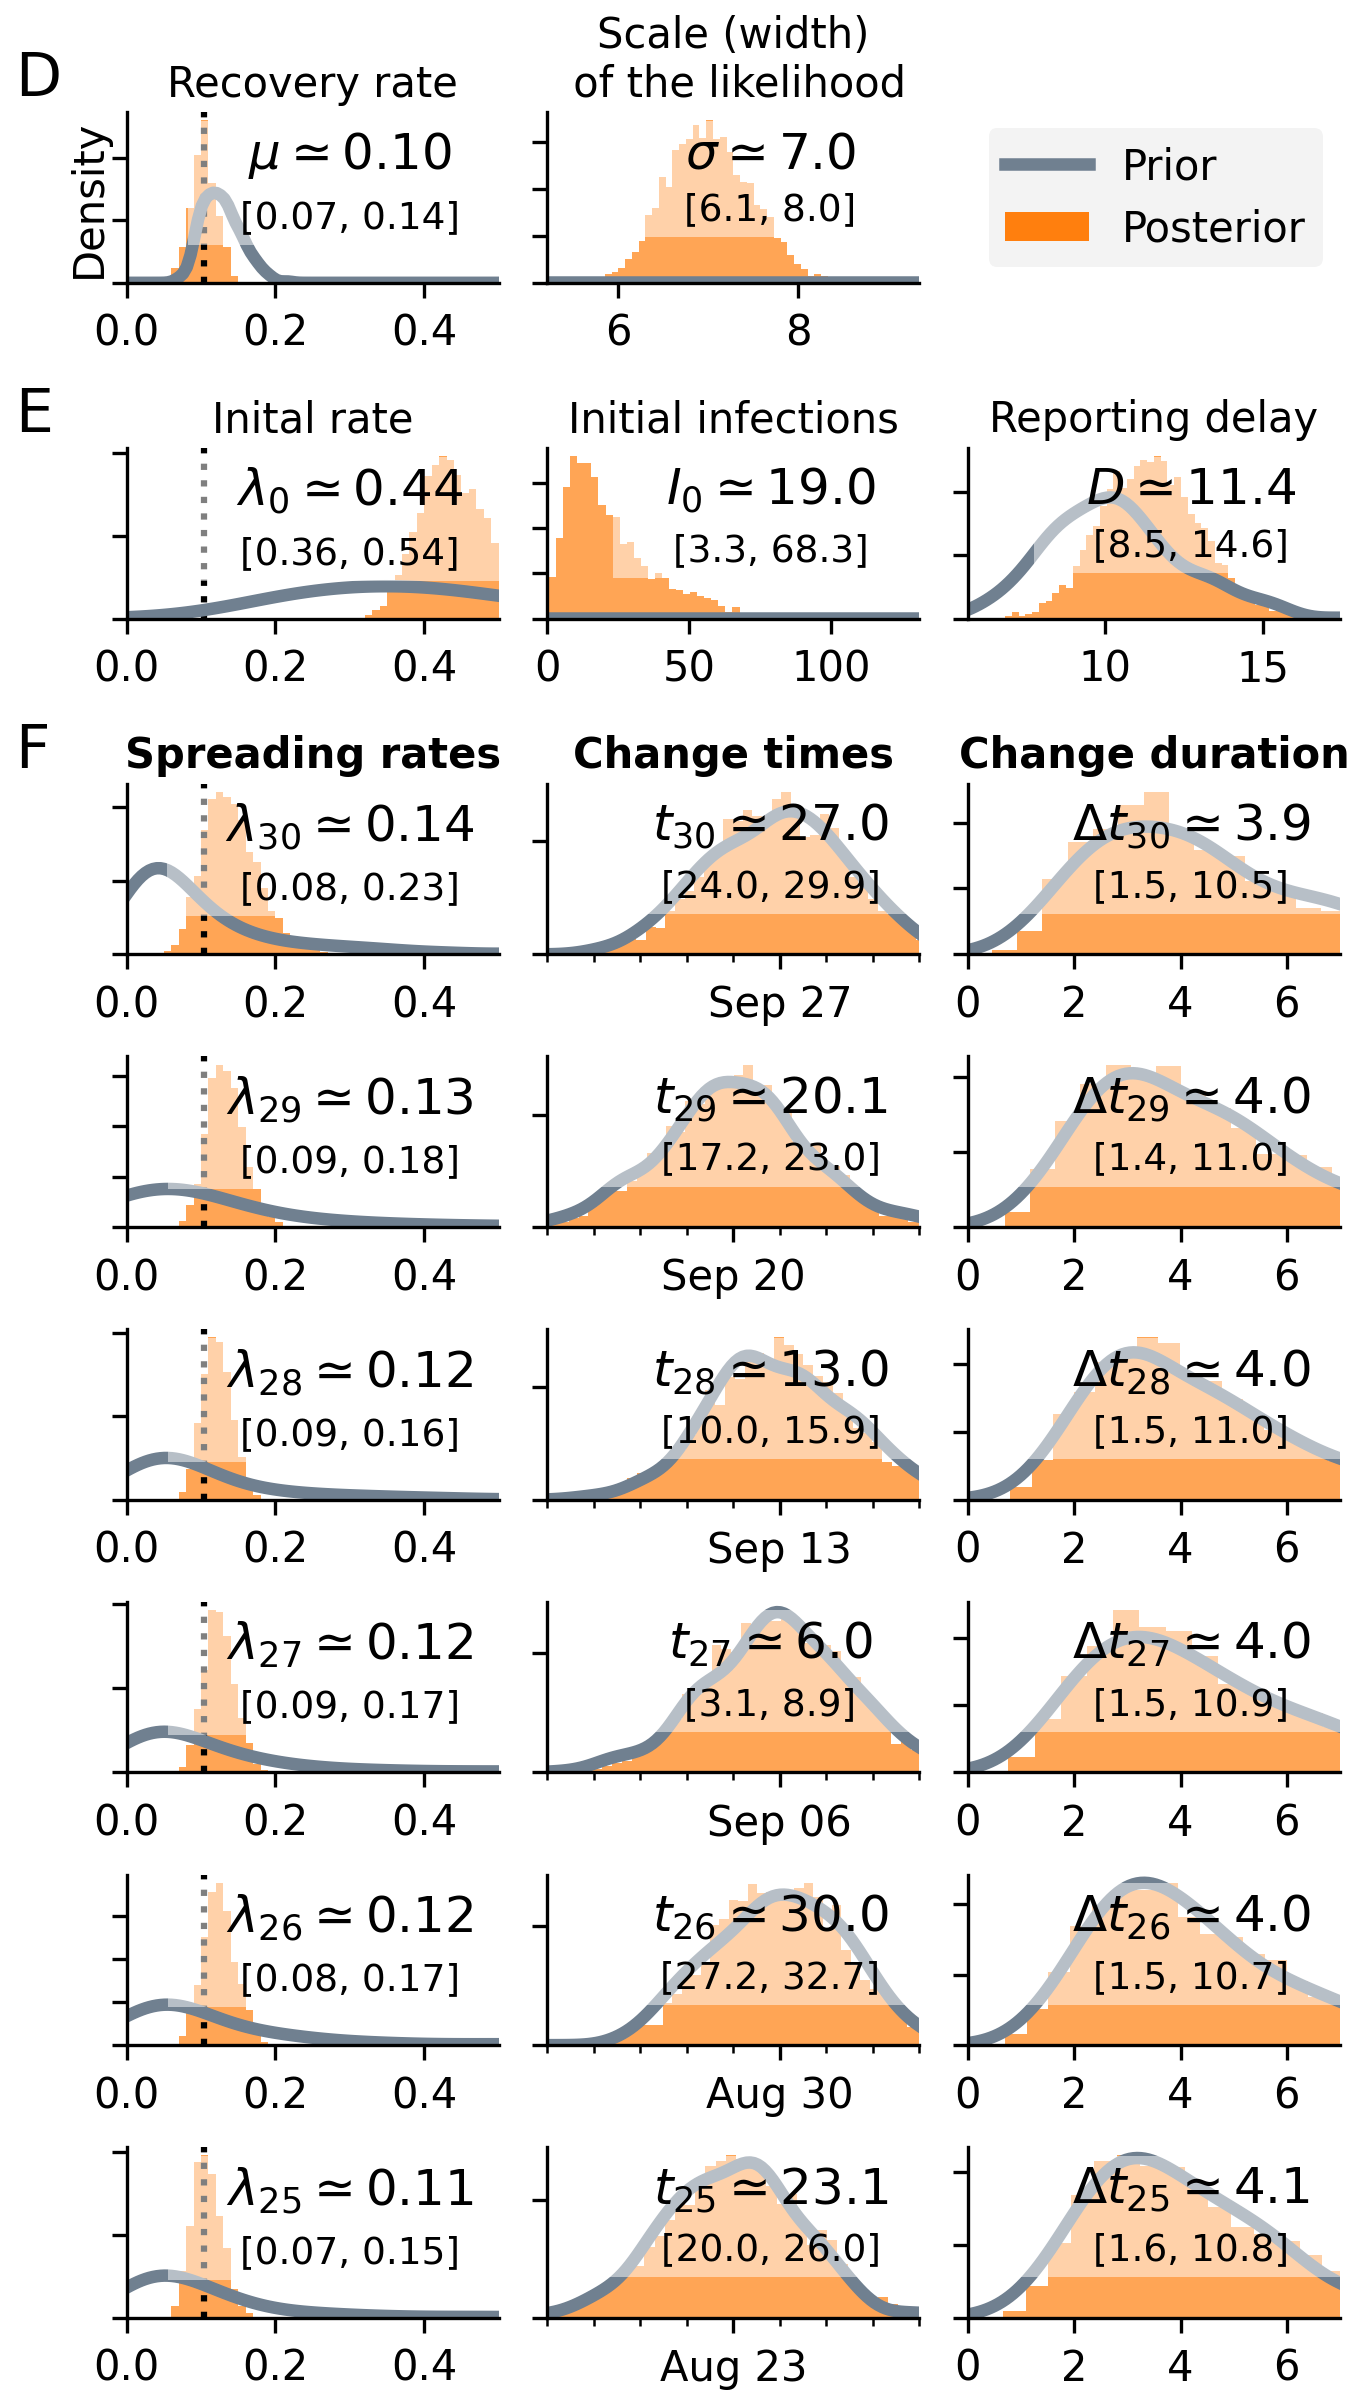 D
Recovery rate
Scale (width)
of the likelihood
Density
μ ≃ 0.10
[0.07, 0.14]
σ ≃ 7.0
[6.1, 8.0]
Prior
Posterior
0.0 0.2 0.4
6 8
E
Inital rate
Initial infections
Reporting delay
λ₀ ≃ 0.44
[0.36, 0.54]
I₀ ≃ 19.0
[3.3, 68.3]
D ≃ 11.4
[8.5, 14.6]
0.0 0.2 0.4
0 50 100
10 15
F
Spreading rates
Change times
Change duration
λ₃₀ ≃ 0.14
[0.08, 0.23]
t₃₀ ≃ 27.0
[24.0, 29.9]
Δt₃₀ ≃ 3.9
[1.5, 10.5]
0.0 0.2 0.4
Sep 27
0 2 4 6
λ₂₉ ≃ 0.13
[0.09, 0.18]
t₂₉ ≃ 20.1
[17.2, 23.0]
Δt₂₉ ≃ 4.0
[1.4, 11.0]
0.0 0.2 0.4
Sep 20
0 2 4 6
λ₂₈ ≃ 0.12
[0.09, 0.16]
t₂₈ ≃ 13.0
[10.0, 15.9]
Δt₂₈ ≃ 4.0
[1.5, 11.0]
0.0 0.2 0.4
Sep 13
0 2 4 6
λ₂₇ ≃ 0.12
[0.09, 0.17]
t₂₇ ≃ 6.0
[3.1, 8.9]
Δt₂₇ ≃ 4.0
[1.5, 10.9]
0.0 0.2 0.4
Sep 06
0 2 4 6
λ₂₆ ≃ 0.12
[0.08, 0.17]
t₂₆ ≃ 30.0
[27.2, 32.7]
Δt₂₆ ≃ 4.0
[1.5, 10.7]
0.0 0.2 0.4
Aug 30
0 2 4 6
λ₂₅ ≃ 0.11
[0.07, 0.15]
t₂₅ ≃ 23.1
[20.0, 26.0]
Δt₂₅ ≃ 4.1
[1.6, 10.8]
0.0 0.2 0.4
Aug 23
0 2 4 6